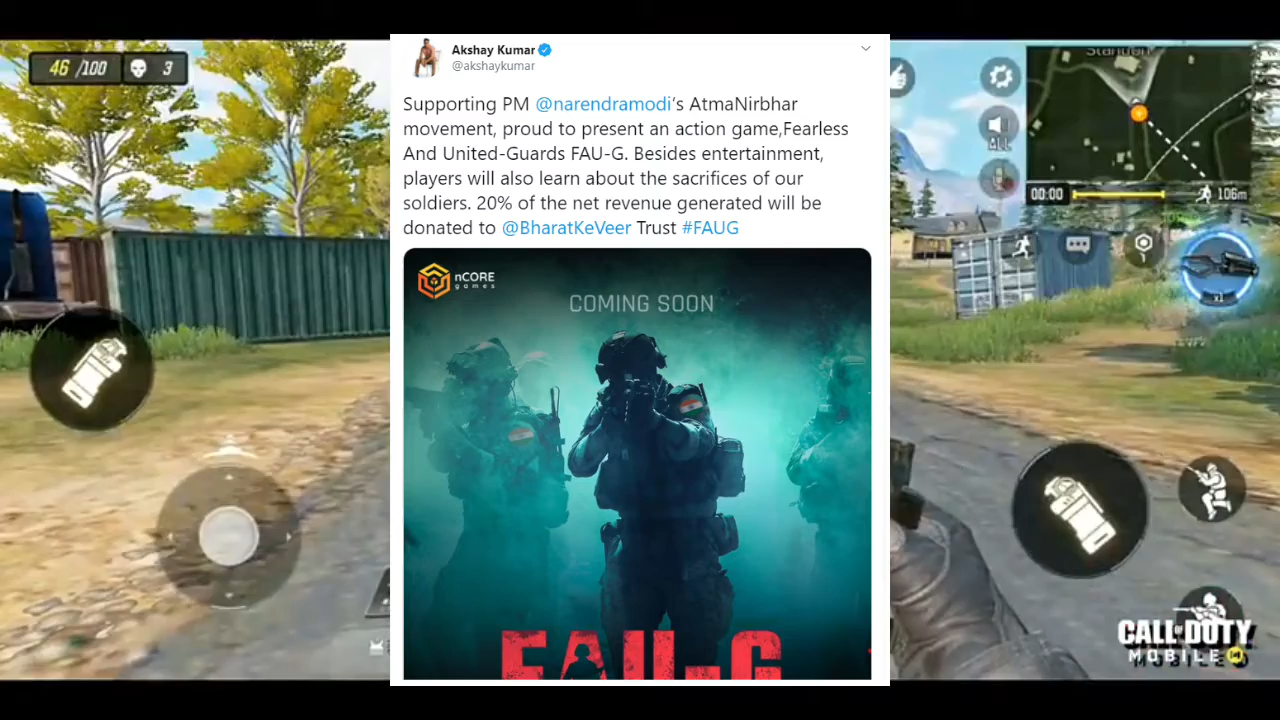 46 /100 3
Akshay Kumar
@akshaykumar
Supporting PM @narendramodi's AtmaNirbhar
movement, proud to present an action game,Fearless
And United-Guards FAU-G. Besides entertainment,
players will also learn about the sacrifices of our
soldiers. 20% of the net revenue generated will be
donated to @BharatKeVeer Trust #FAUG
nCORE
games
COMING SOON
FAU-G
ALL
00:00 106m
x1
CALL OF DUTY
MOBILE